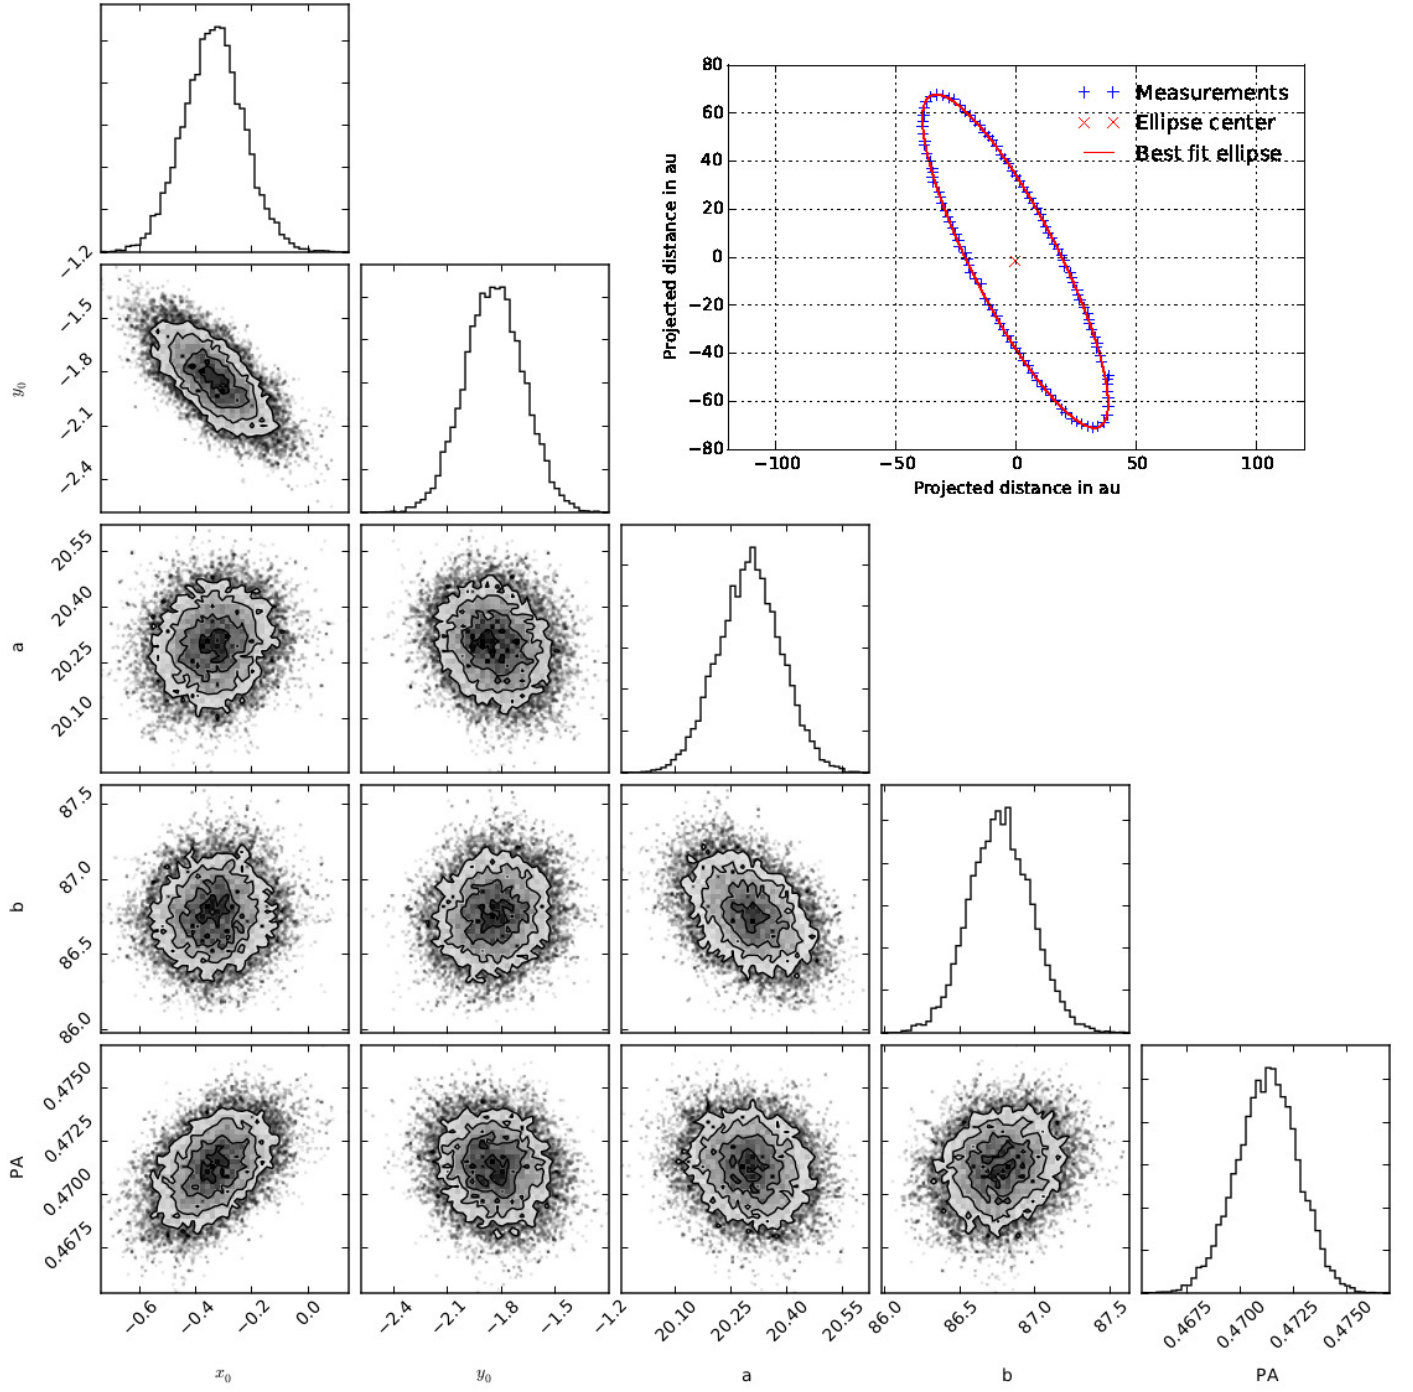 80
60
40
20
0
−20
−40
−60
−80
Projected distance in au
+ + Measurements
× × Ellipse center
Best fit ellipse
−100 −50 0 50 100
Projected distance in au
y₀
−1.2
−1.5
−1.8
−2.1
−2.4
a
20.55
20.40
20.25
20.10
b
87.5
87.0
86.5
86.0
PA
0.4750
0.4725
0.4700
0.4675
−0.6 −0.4 −0.2 0.0
−2.4 −2.1 −1.8 −1.5 −1.2
20.10 20.25 20.40 20.55
86.0 86.5 87.0 87.5
0.4675 0.4700 0.4725 0.4750
x₀ y₀ a b PA